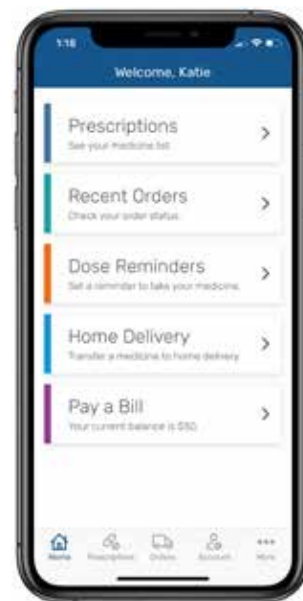 1:18
Welcome, Katie
Prescriptions
See your medicine list
Recent Orders
Check your order status
Dose Reminders
Set a reminder to take your medicine.
Home Delivery
Transfer a medicine to home delivery
Pay a Bill
Your current balance is $50.
Home
Prescriptions
Orders
Account
More